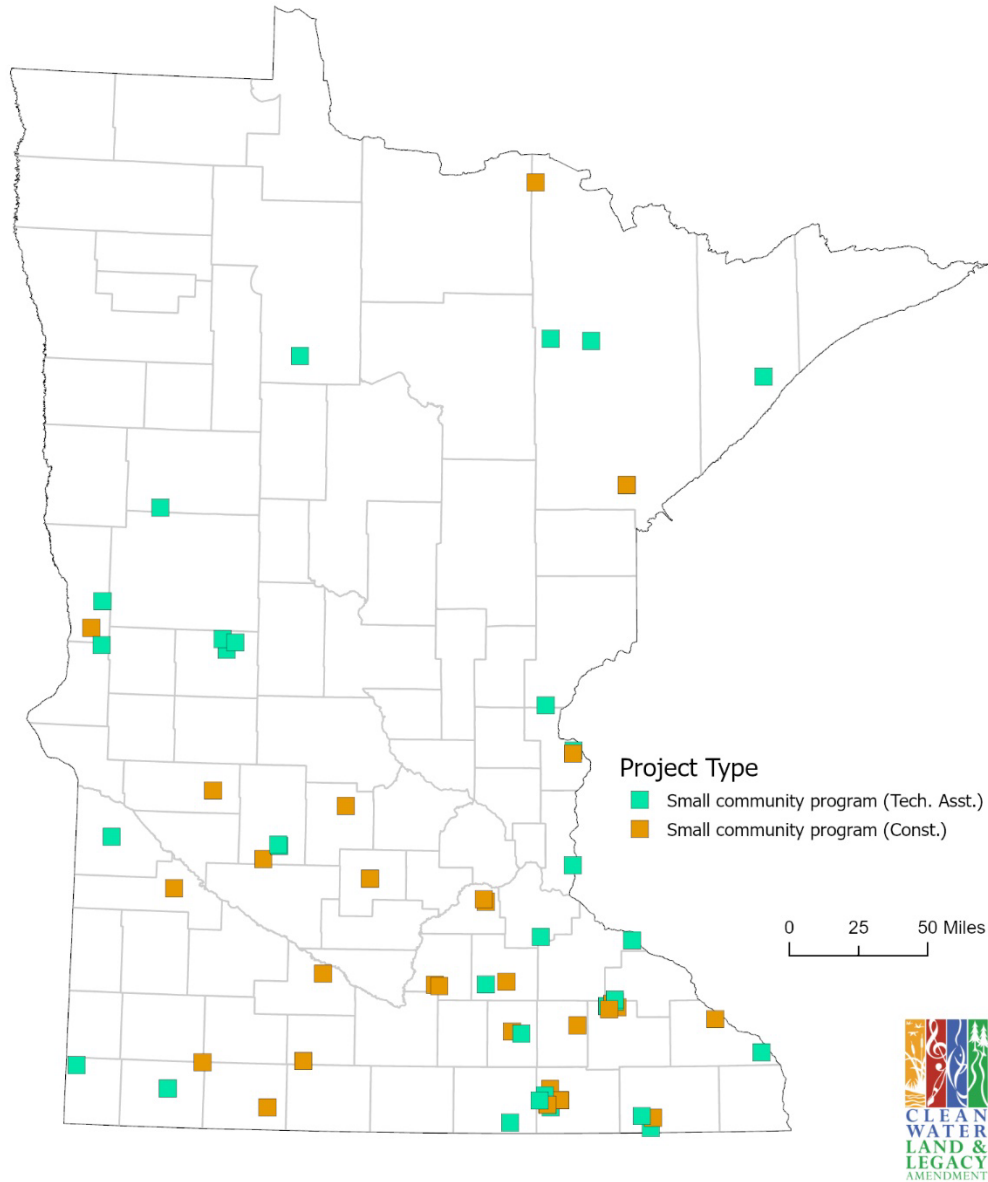 Project Type
Small community program (Tech. Asst.)
Small community program (Const.)
0 25 50 Miles
CLEAN
WATER
LAND &
LEGACY
AMENDMENT